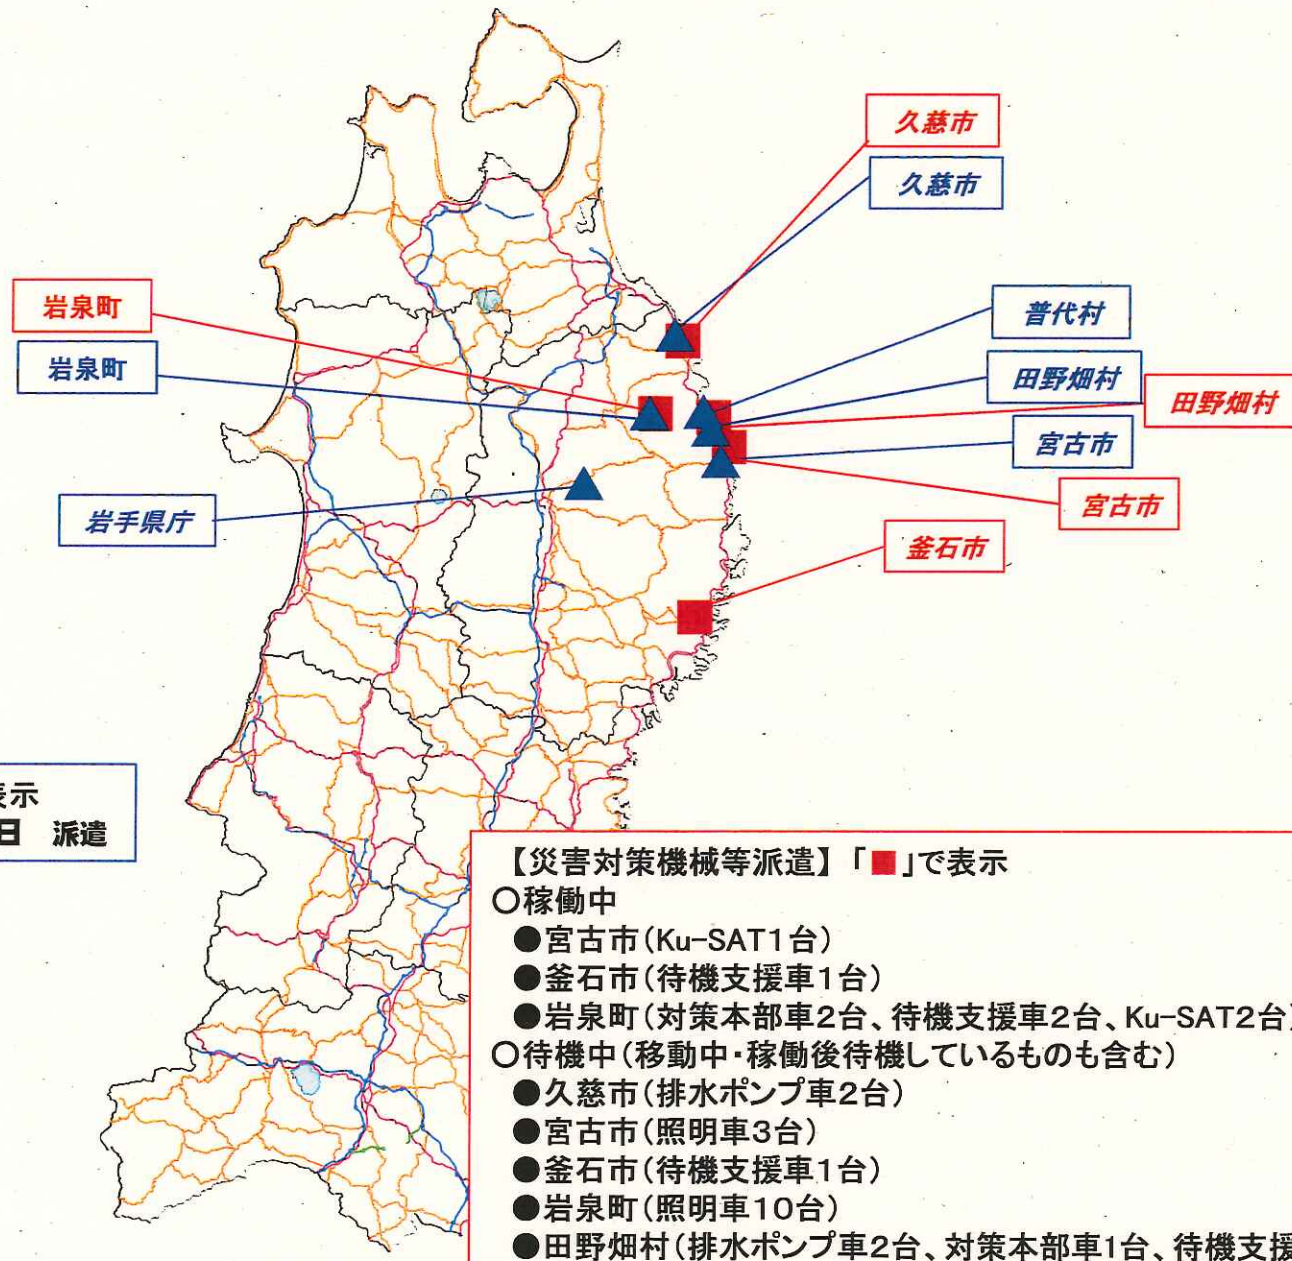 久慈市
久慈市
岩泉町
普代村
岩泉町
田野畑村
田野畑村
宮古市
岩手県庁
宮古市
釜石市
表示
日 派遣
【災害対策機械等派遣】「■」で表示
○稼働中
●宮古市(Ku-SAT1台)
●釜石市(待機支援車1台)
●岩泉町(対策本部車2台、待機支援車2台、Ku-SAT2台)
○待機中(移動中・稼働後待機しているものも含む)
●久慈市(排水ポンプ車2台)
●宮古市(照明車3台)
●釜石市(待機支援車1台)
●岩泉町(照明車10台)
●田野畑村(排水ポンプ車2台、対策本部車1台、待機支援